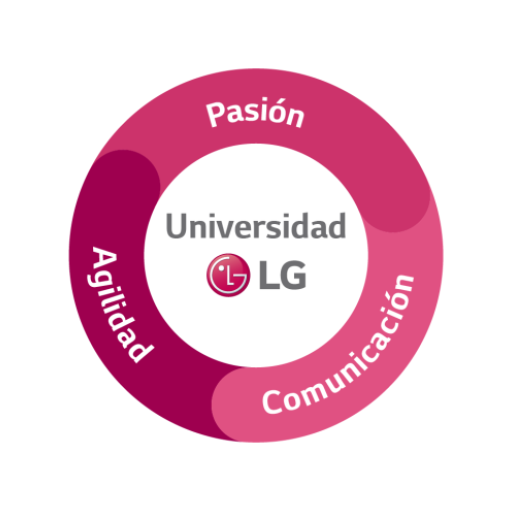 Pasión
Universidad
LG
Agilidad
Comunicación